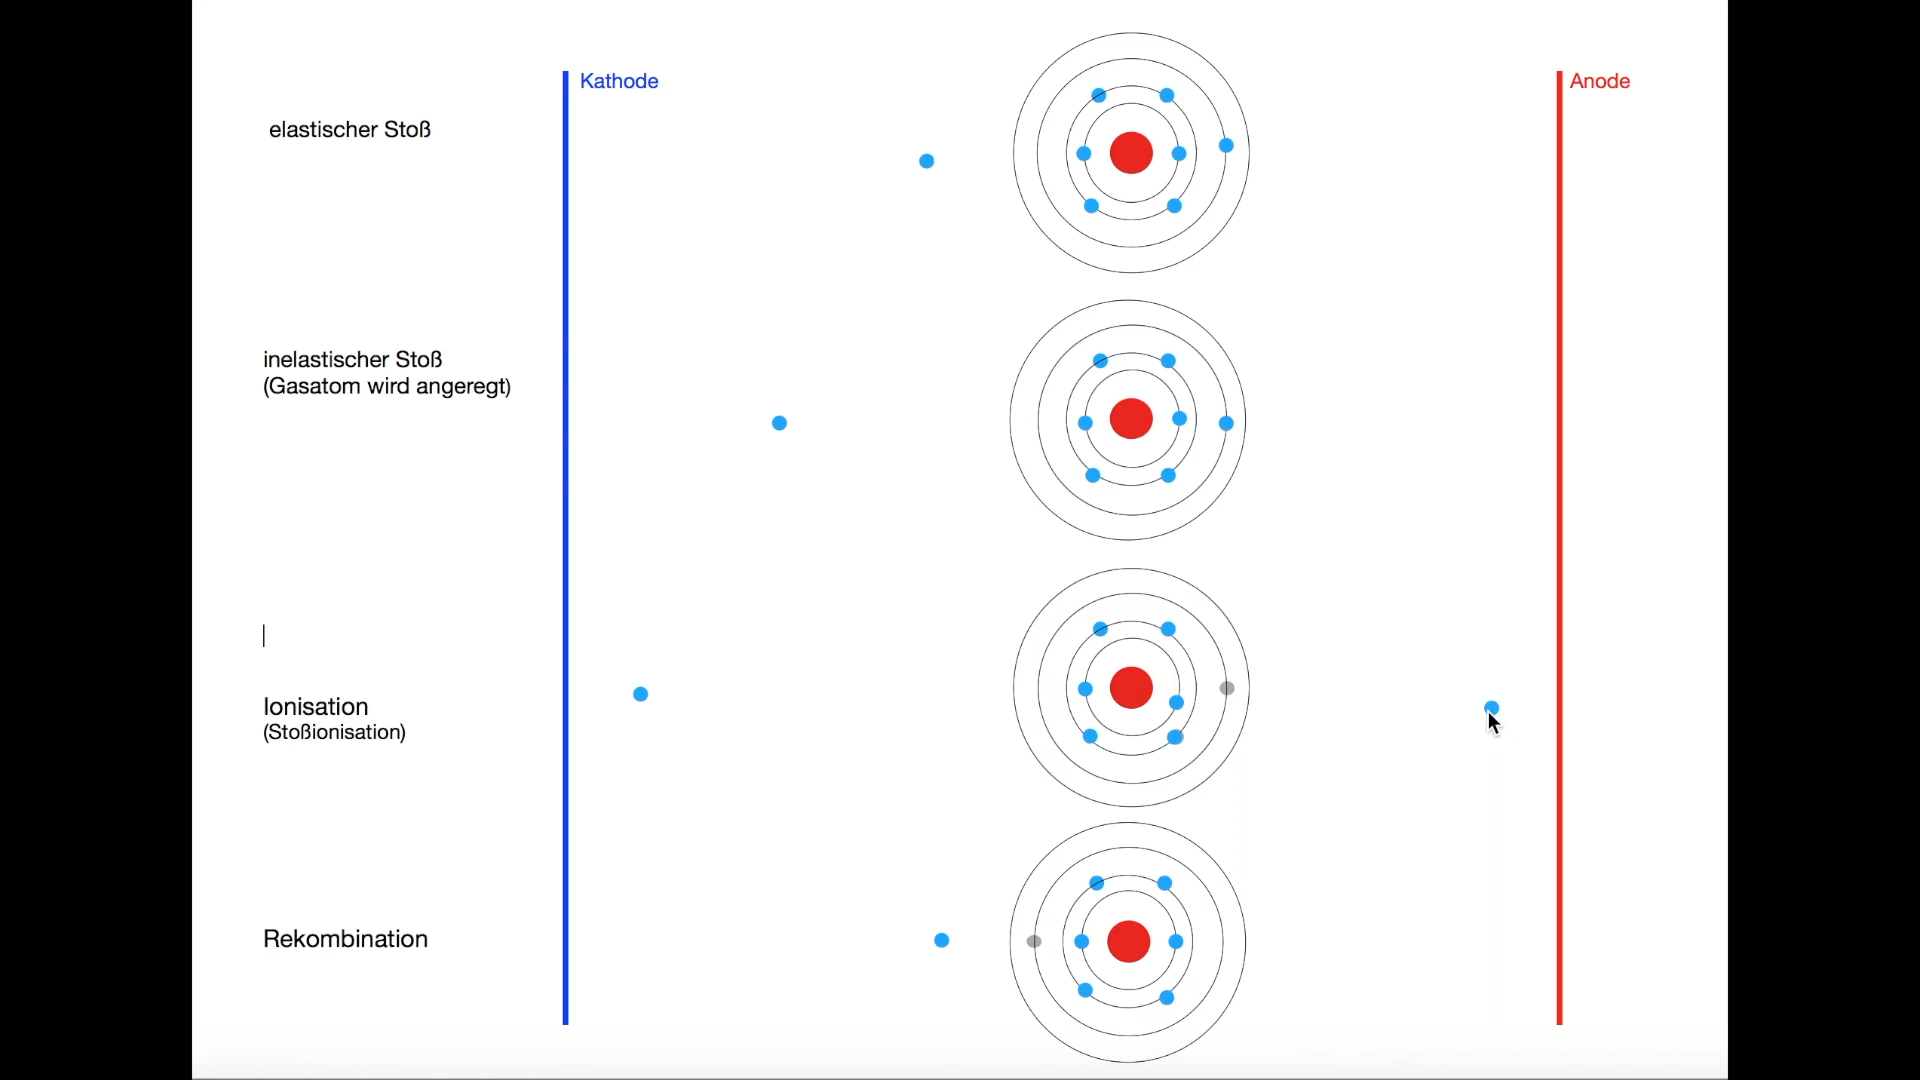 Kathode
Anode
elastischer Stoß
inelastischer Stoß
(Gasatom wird angeregt)
Ionisation
(Stoßionisation)
Rekombination